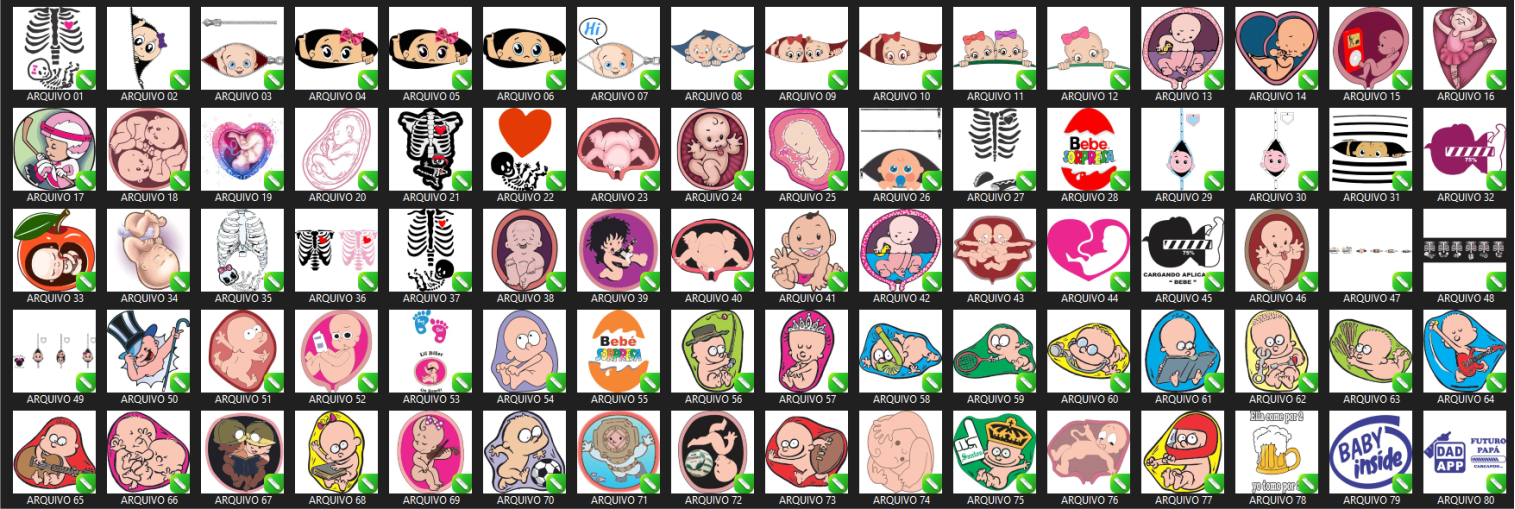 Hi
ARQUIVO 01 ARQUIVO 02 ARQUIVO 03 ARQUIVO 04 ARQUIVO 05 ARQUIVO 06 ARQUIVO 07 ARQUIVO 08 ARQUIVO 09 ARQUIVO 10 ARQUIVO 11 ARQUIVO 12 ARQUIVO 13 ARQUIVO 14 ARQUIVO 15 ARQUIVO 16
Bebe
SORPRESA
75%
ARQUIVO 17 ARQUIVO 18 ARQUIVO 19 ARQUIVO 20 ARQUIVO 21 ARQUIVO 22 ARQUIVO 23 ARQUIVO 24 ARQUIVO 25 ARQUIVO 26 ARQUIVO 27 ARQUIVO 28 ARQUIVO 29 ARQUIVO 30 ARQUIVO 31 ARQUIVO 32
75%
CARGANDO APLICA
" BEBE "
ARQUIVO 33 ARQUIVO 34 ARQUIVO 35 ARQUIVO 36 ARQUIVO 37 ARQUIVO 38 ARQUIVO 39 ARQUIVO 40 ARQUIVO 41 ARQUIVO 42 ARQUIVO 43 ARQUIVO 44 ARQUIVO 45 ARQUIVO 46 ARQUIVO 47 ARQUIVO 48
Bebé
SORPRESA
ARQUIVO 49 ARQUIVO 50 ARQUIVO 51 ARQUIVO 52 ARQUIVO 53 ARQUIVO 54 ARQUIVO 55 ARQUIVO 56 ARQUIVO 57 ARQUIVO 58 ARQUIVO 59 ARQUIVO 60 ARQUIVO 61 ARQUIVO 62 ARQUIVO 63 ARQUIVO 64
Ella come por 2
Santos
BABY
inside
DAD
APP
FUTURO
PAPÁ
CARGANDO...
yo tomo por
ARQUIVO 65 ARQUIVO 66 ARQUIVO 67 ARQUIVO 68 ARQUIVO 69 ARQUIVO 70 ARQUIVO 71 ARQUIVO 72 ARQUIVO 73 ARQUIVO 74 ARQUIVO 75 ARQUIVO 76 ARQUIVO 77 ARQUIVO 78 ARQUIVO 79 ARQUIVO 80